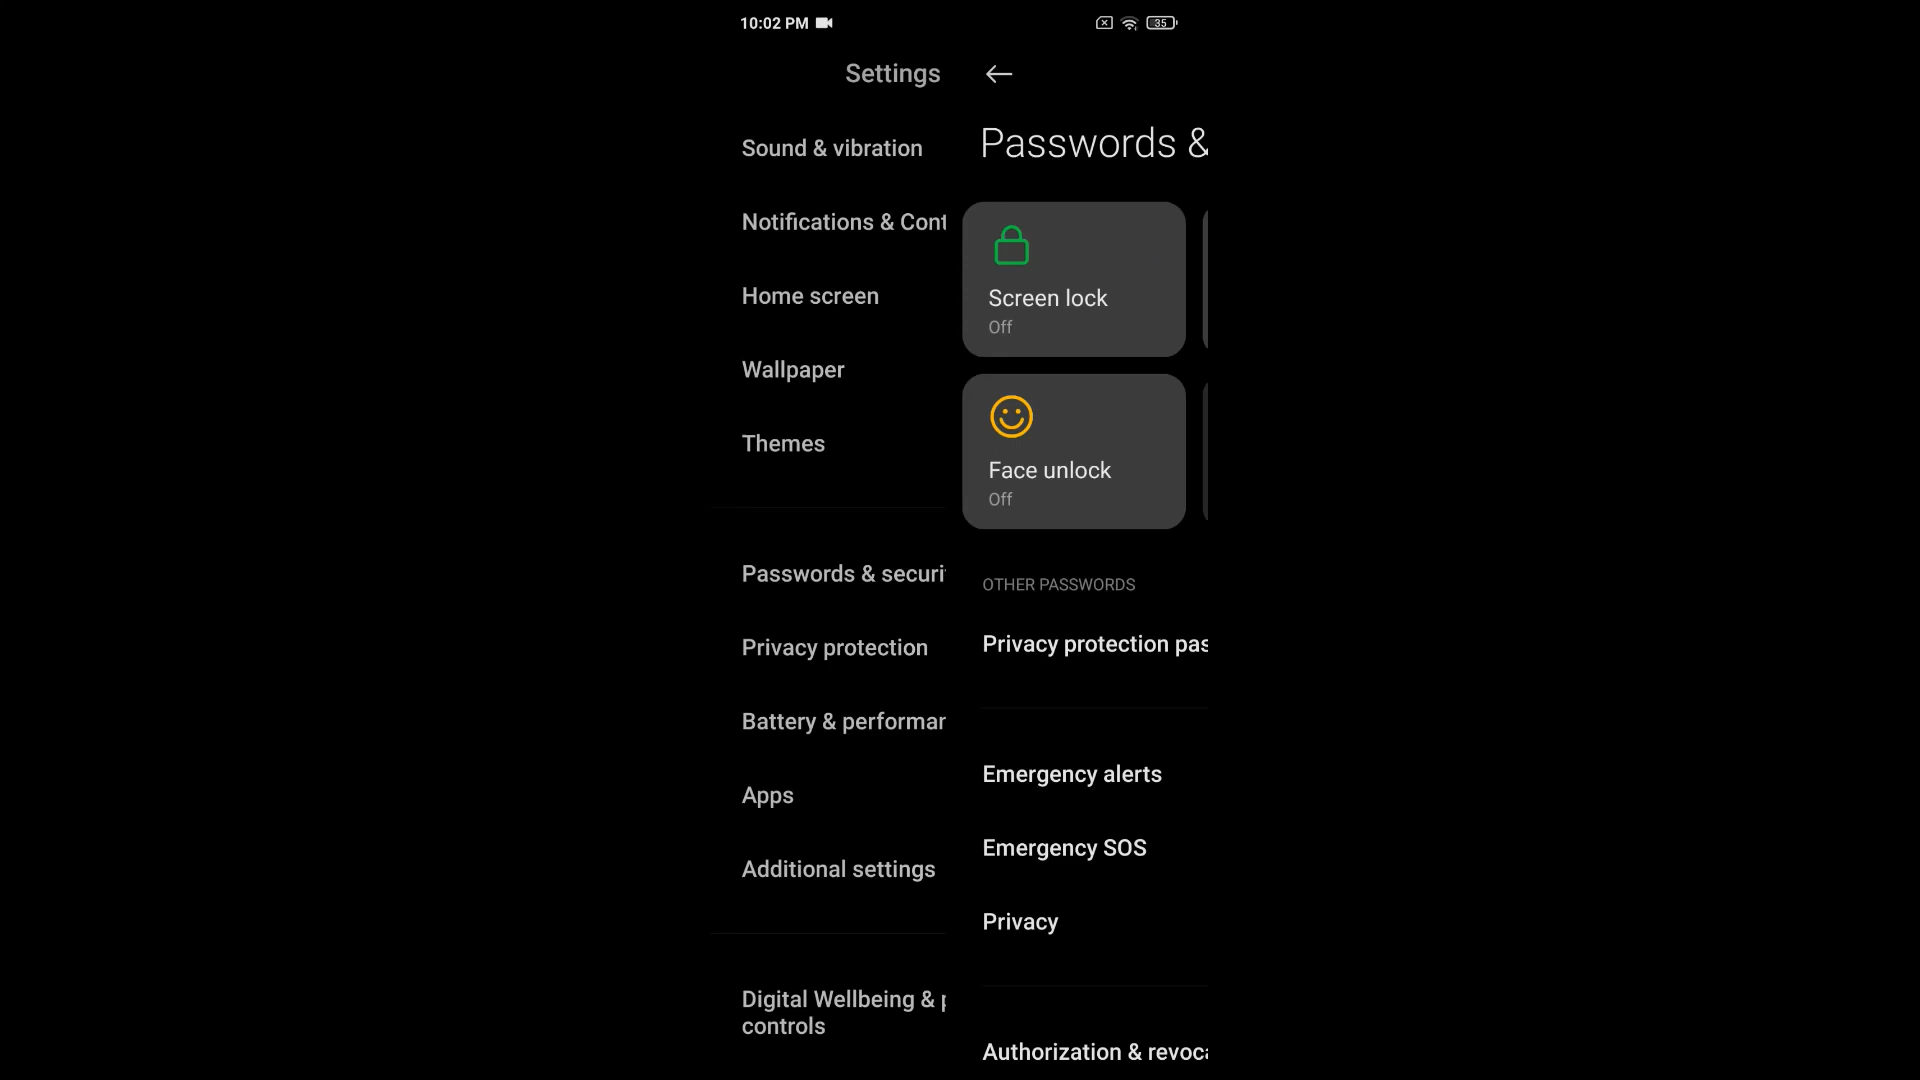 10:02 PM
35
Settings
Sound & vibration
Notifications & Cont
Home screen
Wallpaper
Themes
Passwords & securi
Privacy protection
Battery & performan
Apps
Additional settings
Digital Wellbeing & p
controls
Passwords &
Screen lock
Off
Face unlock
Off
OTHER PASSWORDS
Privacy protection pas
Emergency alerts
Emergency SOS
Privacy
Authorization & revoca